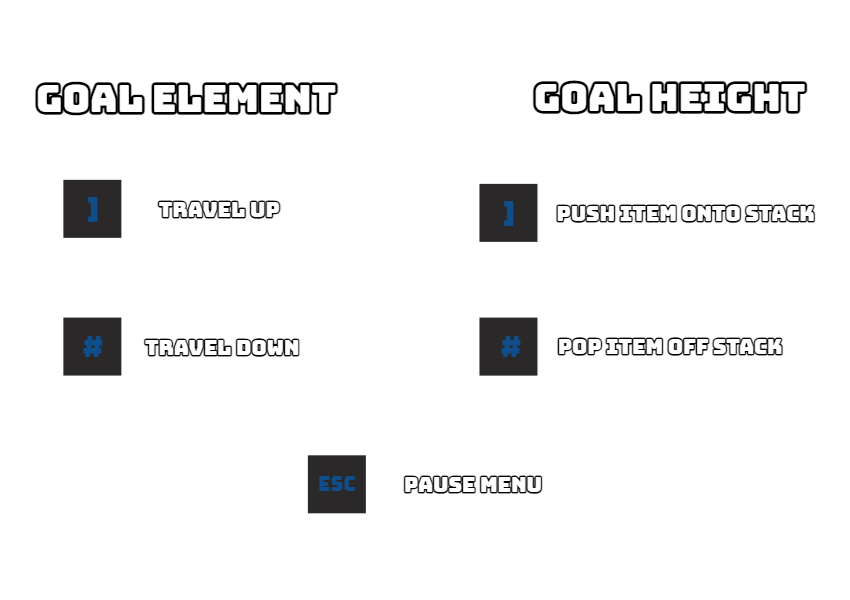 GOAL ELEMENT
GOAL HEIGHT
] TRAVEL UP
] PUSH ITEM ONTO STACK
# TRAVEL DOWN
# POP ITEM OFF STACK
ESC PAUSE MENU